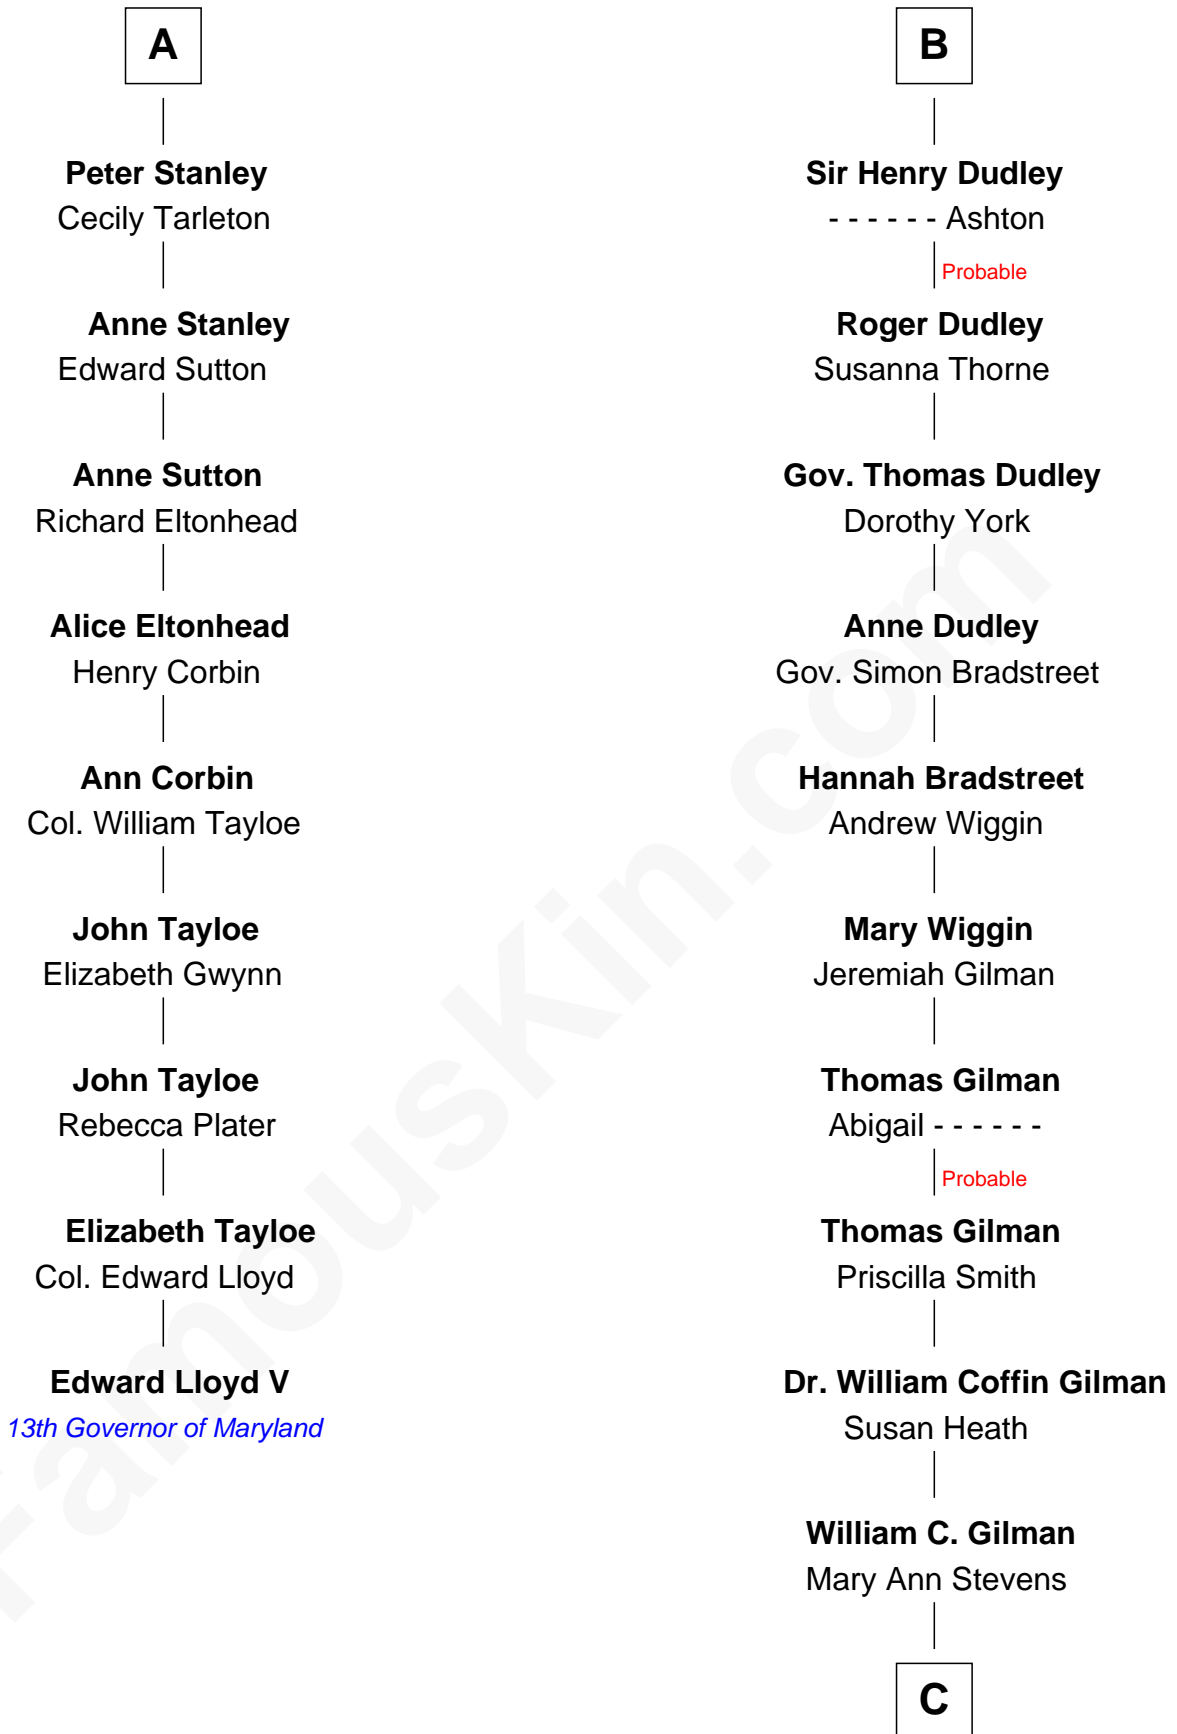 A
Peter Stanley
Cecily Tarleton
Anne Stanley
Edward Sutton
Anne Sutton
Richard Eltonhead
Alice Eltonhead
Henry Corbin
Ann Corbin
Col. William Tayloe
John Tayloe
Elizabeth Gwynn
John Tayloe
Rebecca Plater
Elizabeth Tayloe
Col. Edward Lloyd
Edward Lloyd V
13th Governor of Maryland
B
Sir Henry Dudley
- - - - - - Ashton
Probable
Roger Dudley
Susanna Thorne
Gov. Thomas Dudley
Dorothy York
Anne Dudley
Gov. Simon Bradstreet
Hannah Bradstreet
Andrew Wiggin
Mary Wiggin
Jeremiah Gilman
Thomas Gilman
Abigail - - - - - -
Probable
Thomas Gilman
Priscilla Smith
Dr. William Coffin Gilman
Susan Heath
William C. Gilman
Mary Ann Stevens
C
FamousKin.com